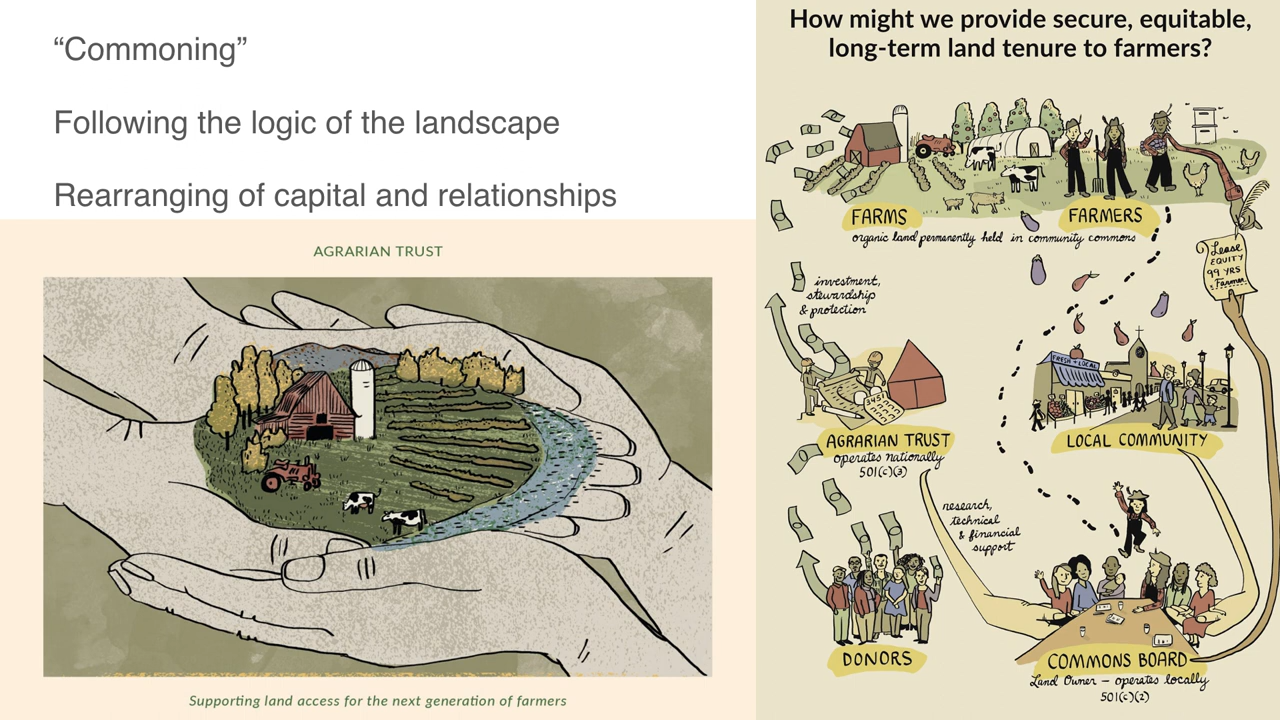 “Commoning”
Following the logic of the landscape
Rearranging of capital and relationships
AGRARIAN TRUST
Supporting land access for the next generation of farmers
How might we provide secure, equitable,
long-term land tenure to farmers?
FARMS
FARMERS
organic land permanently held in community commons
Lease
EQUITY
99 YRS
Farmer
investment,
stewardship
& protection
FRESH + LOCAL
AGRARIAN TRUST
operates nationally
501(c)(3)
LOCAL COMMUNITY
research,
technical
& financial
support
DONORS
COMMONS BOARD
Land Owner – operates locally
501(c)(2)